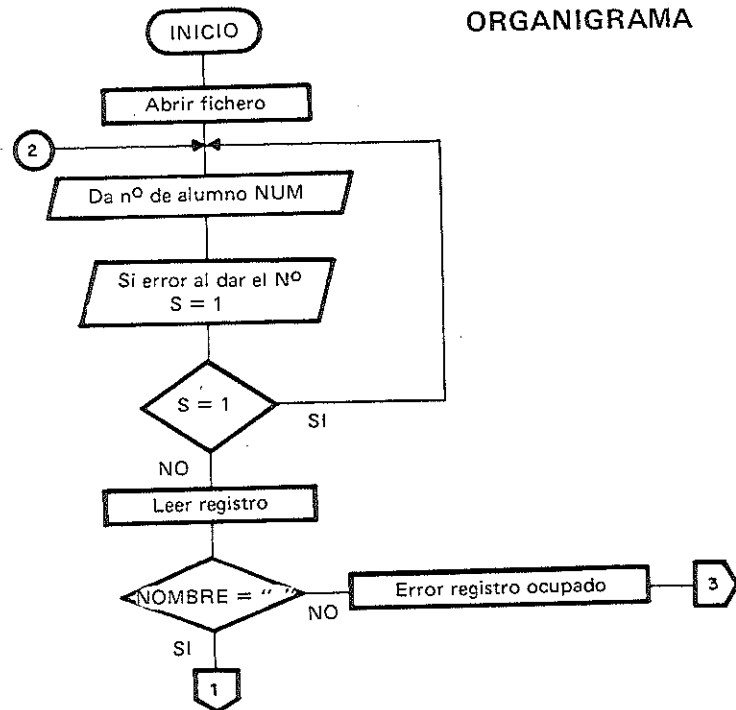 ORGANIGRAMA
INICIO
Abrir fichero
2
Da nº de alumno NUM
Si error al dar el Nº
S = 1
S = 1
SI
NO
Leer registro
NOMBRE = " "
NO
Error registro ocupado
3
SI
1